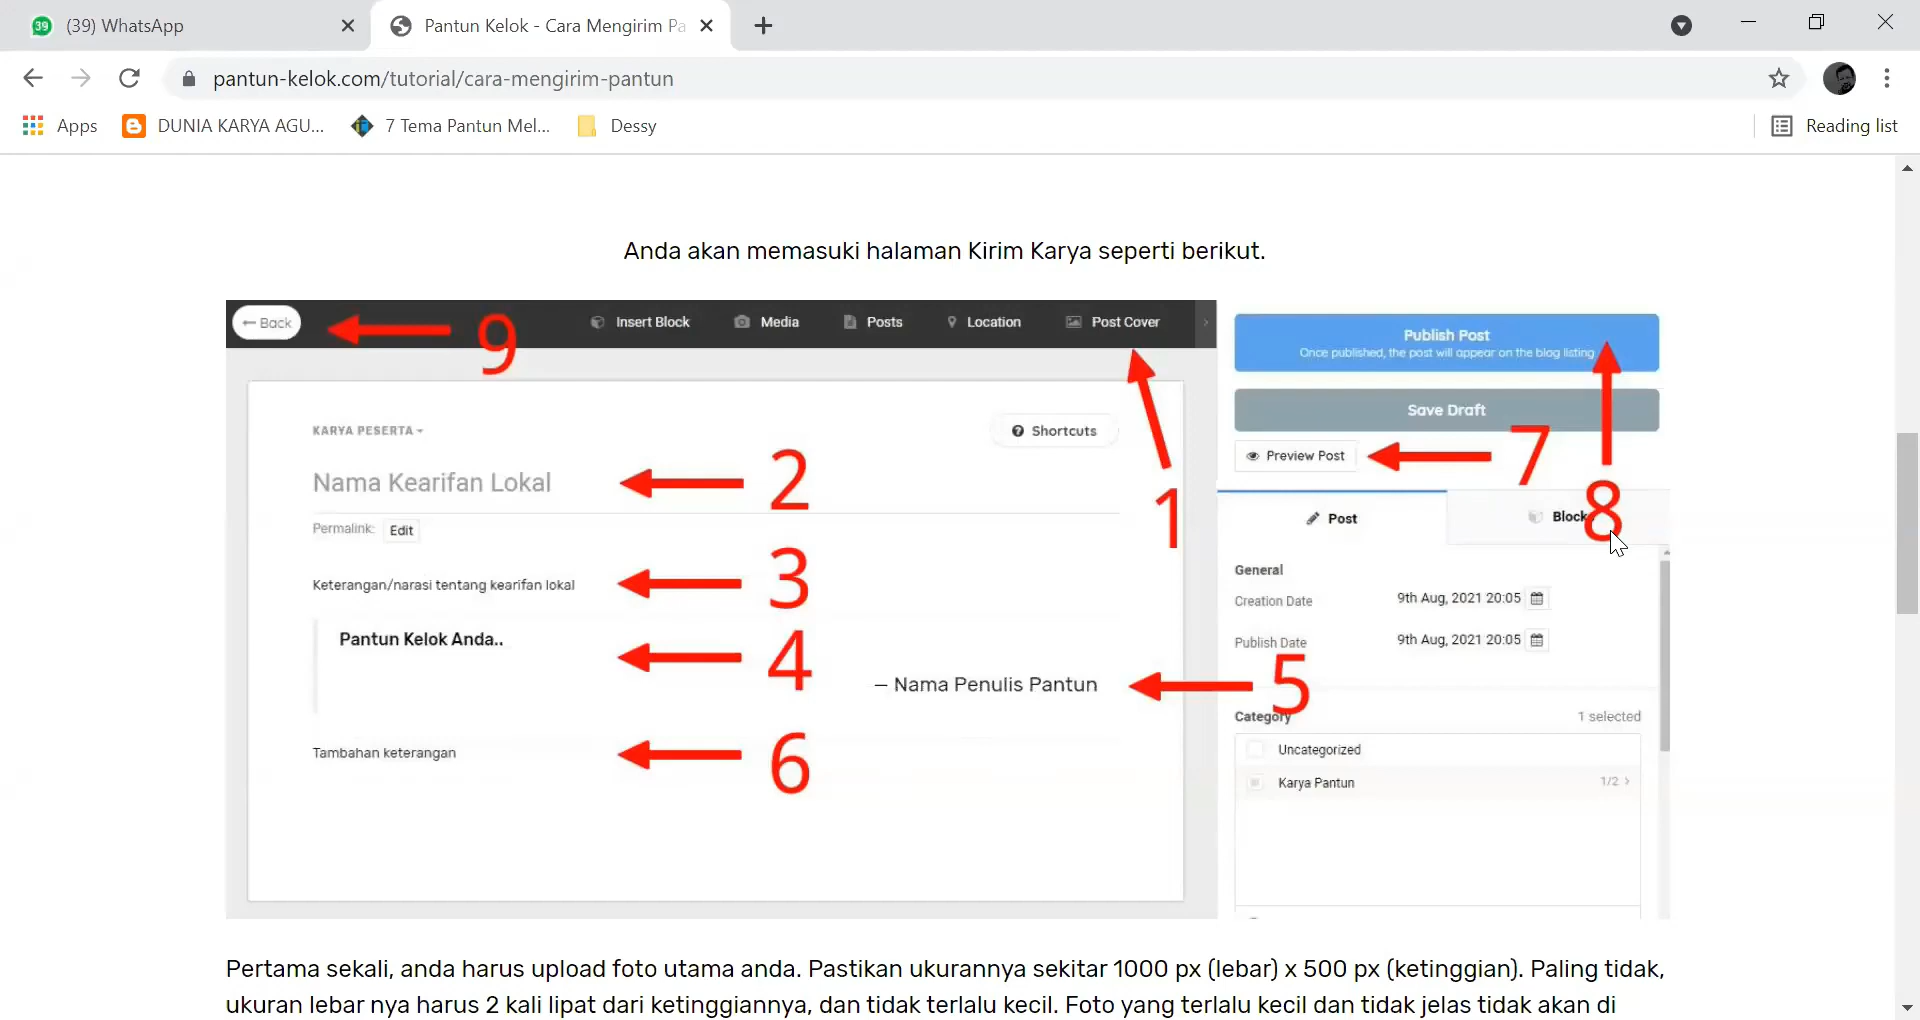 39
(39) WhatsApp
Pantun Kelok - Cara Mengirim Pa
pantun-kelok.com/tutorial/cara-mengirim-pantun
Apps
DUNIA KARYA AGU...
7 Tema Pantun Mel...
Dessy
Reading list
Anda akan memasuki halaman Kirim Karya seperti berikut.
Back
9
Insert Block
Media
Posts
Location
Post Cover
Publish Post
Once published, the post will appear on the blog listing
Save Draft
KARYA PESERTA
Shortcuts
1
Preview Post
7
8
Nama Kearifan Lokal
2
Permalink:
Edit
Post
Block
Keterangan/narasi tentang kearifan lokal
3
General
Creation Date
9th Aug, 2021 20:05
Publish Date
9th Aug, 2021 20:05
Pantun Kelok Anda..
4
– Nama Penulis Pantun
5
Category
1 selected
Uncategorized
Karya Pantun
1/2
Tambahan keterangan
6
Pertama sekali, anda harus upload foto utama anda. Pastikan ukurannya sekitar 1000 px (lebar) x 500 px (ketinggian). Paling tidak,
ukuran lebar nya harus 2 kali lipat dari ketinggiannya, dan tidak terlalu kecil. Foto yang terlalu kecil dan tidak jelas tidak akan di